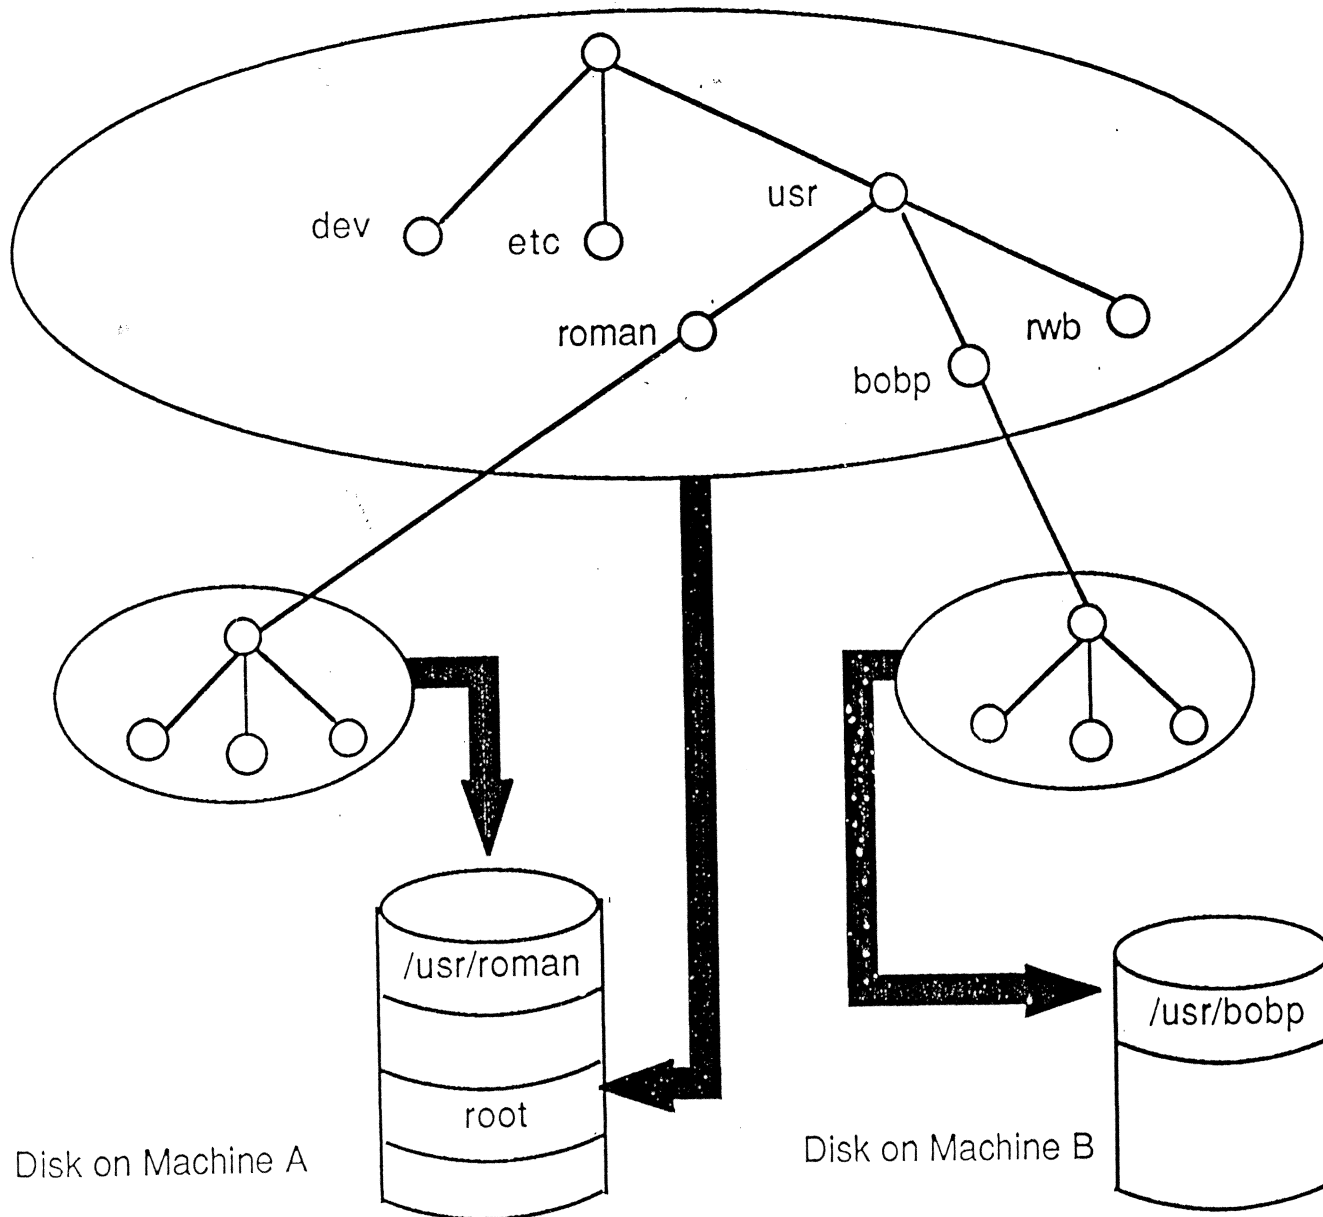 usr
dev
etc
roman
rwb
bobp
/usr/roman
/usr/bobp
root
Disk on Machine A
Disk on Machine B